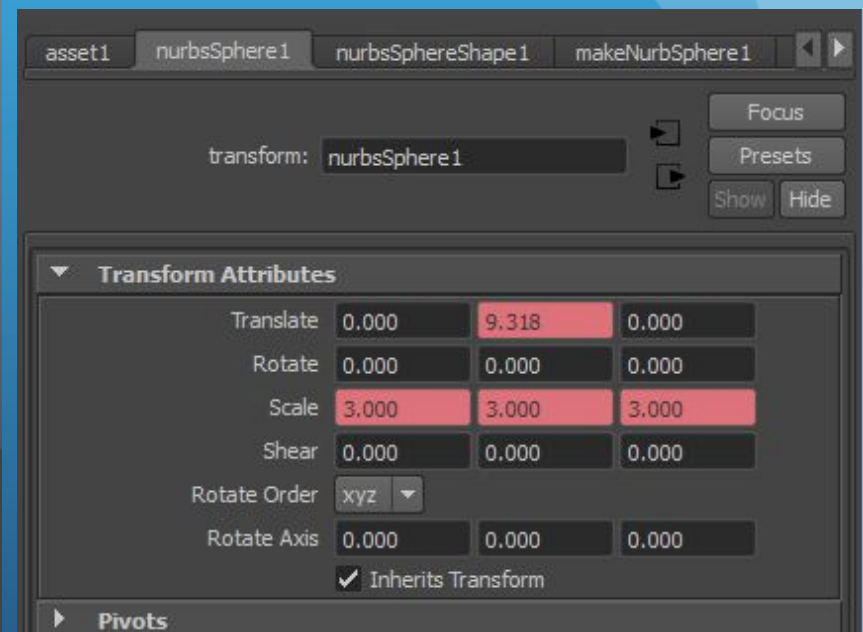 asset1 nurbsSphere1 nurbsSphereShape1 makeNurbSphere1
Focus
transform: nurbsSphere1
Presets
Show Hide
Transform Attributes
Translate 0.000 9.318 0.000
Rotate 0.000 0.000 0.000
Scale 3.000 3.000 3.000
Shear 0.000 0.000 0.000
Rotate Order xyz
Rotate Axis 0.000 0.000 0.000
Inherits Transform
Pivots